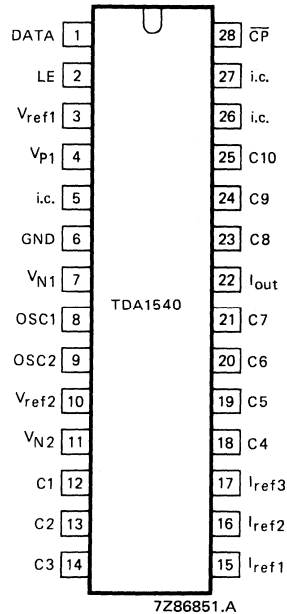 DATA 1 28 C̅P̅
LE 2 27 i.c.
Vref1 3 26 i.c.
VP1 4 25 C10
i.c. 5 24 C9
GND 6 23 C8
VN1 7 22 Iout
TDA1540
OSC1 8 21 C7
OSC2 9 20 C6
Vref2 10 19 C5
VN2 11 18 C4
C1 12 17 Iref3
C2 13 16 Iref2
C3 14 15 Iref1
7Z86851.A